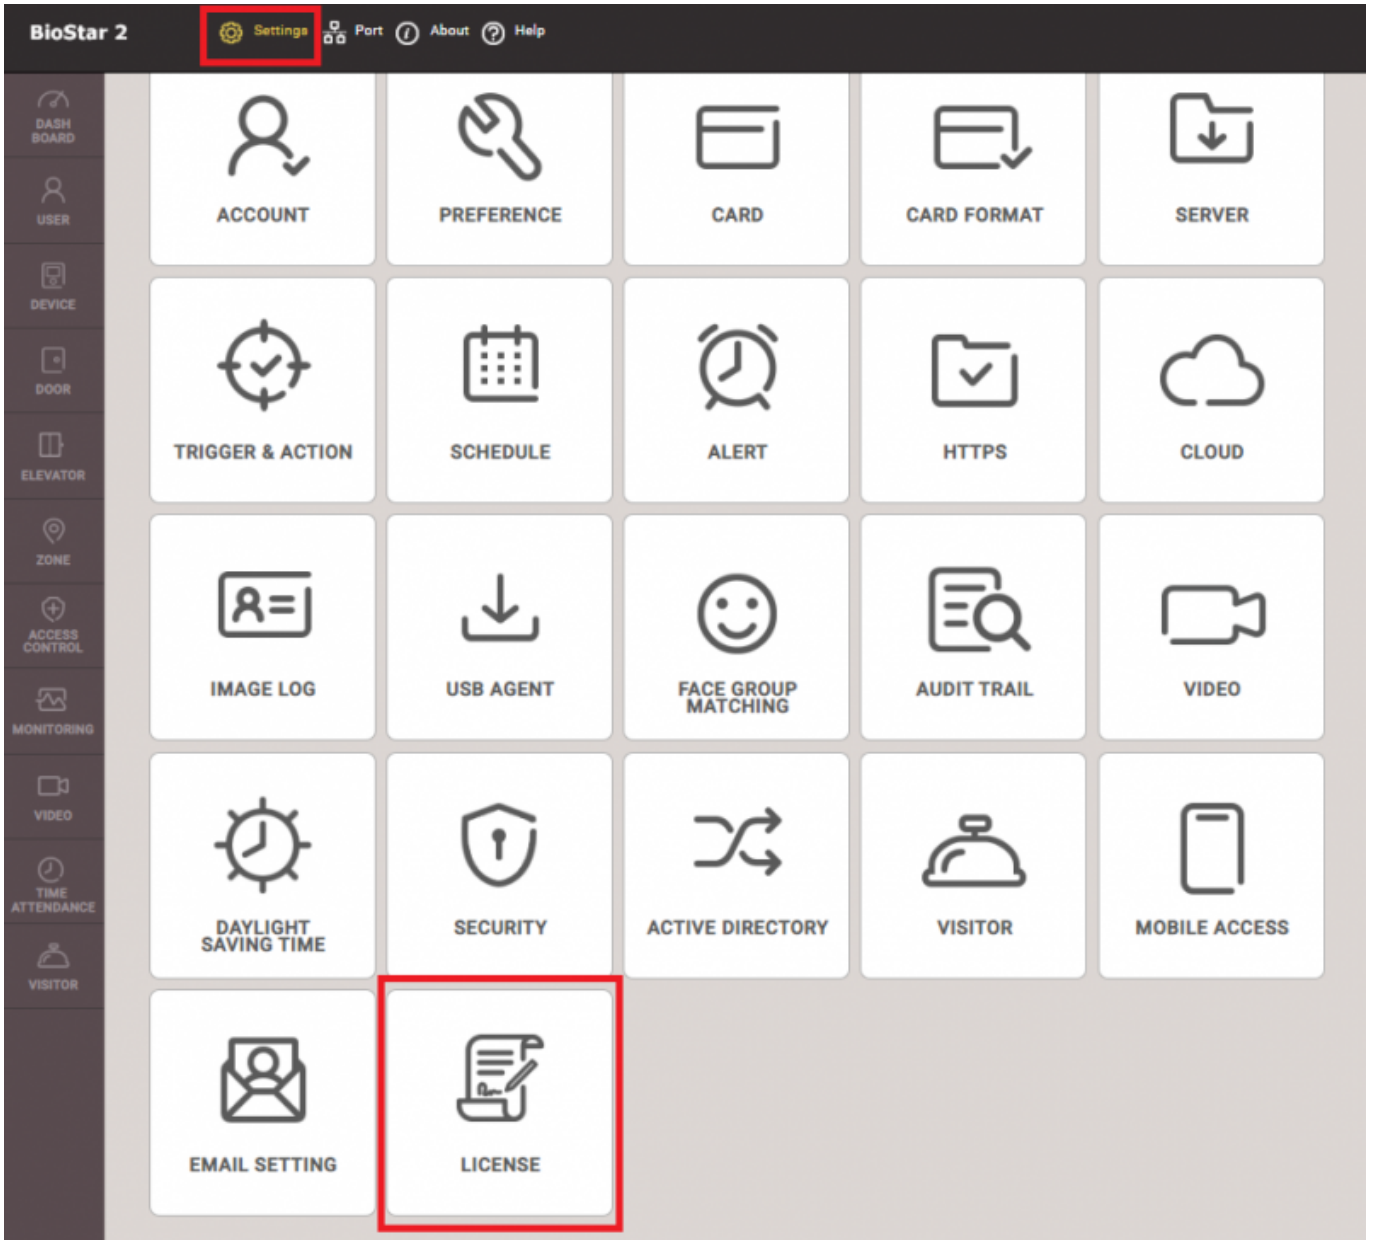 BioStar 2
Settings
Port
About
Help
DASH
BOARD
USER
DEVICE
DOOR
ELEVATOR
ZONE
ACCESS
CONTROL
MONITORING
VIDEO
TIME
ATTENDANCE
VISITOR
ACCOUNT
PREFERENCE
CARD
CARD FORMAT
SERVER
TRIGGER & ACTION
SCHEDULE
ALERT
HTTPS
CLOUD
IMAGE LOG
USB AGENT
FACE GROUP
MATCHING
AUDIT TRAIL
VIDEO
DAYLIGHT
SAVING TIME
SECURITY
ACTIVE DIRECTORY
VISITOR
MOBILE ACCESS
EMAIL SETTING
LICENSE